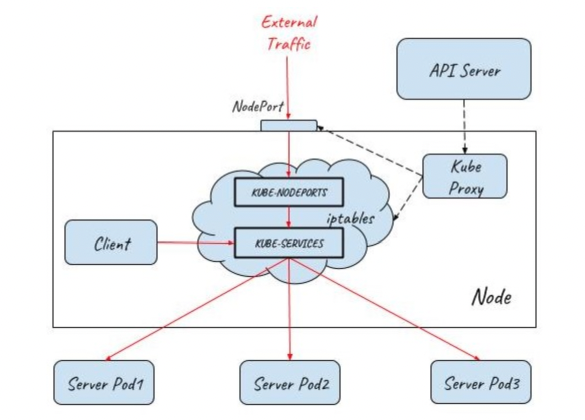 External
Traffic
API Server
NodePort
Kube
Proxy
KUBE-NODEPORTS
iptables
Client
KUBE-SERVICES
Node
Server Pod1
Server Pod2
Server Pod3